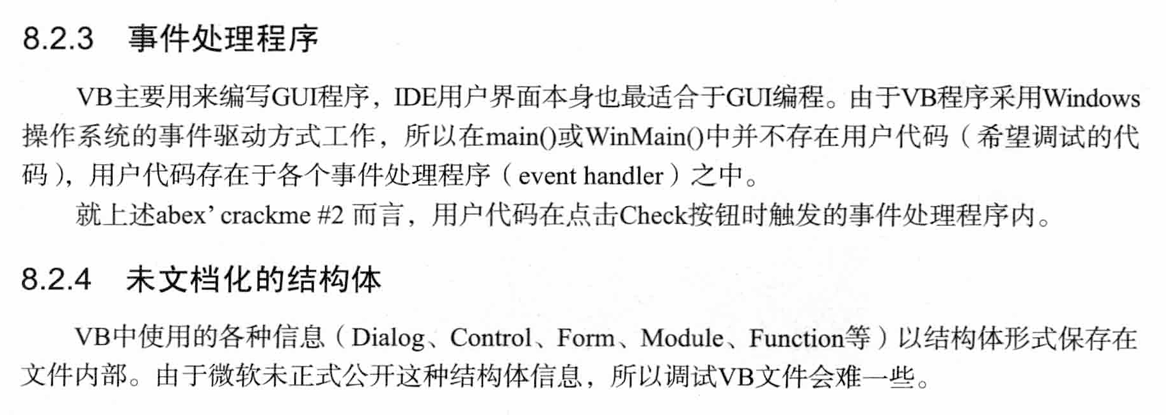 8.2.3 事件处理程序
VB主要用来编写GUI程序，IDE用户界面本身也最适合于GUI编程。由于VB程序采用Windows
操作系统的事件驱动方式工作，所以在main()或WinMain()中并不存在用户代码（希望调试的代
码），用户代码存在于各个事件处理程序（event handler）之中。
就上述abex’ crackme #2 而言，用户代码在点击Check按钮时触发的事件处理程序内。
8.2.4 未文档化的结构体
VB中使用的各种信息（Dialog、Control、Form、Module、Function等）以结构体形式保存在
文件内部。由于微软未正式公开这种结构体信息，所以调试VB文件会难一些。